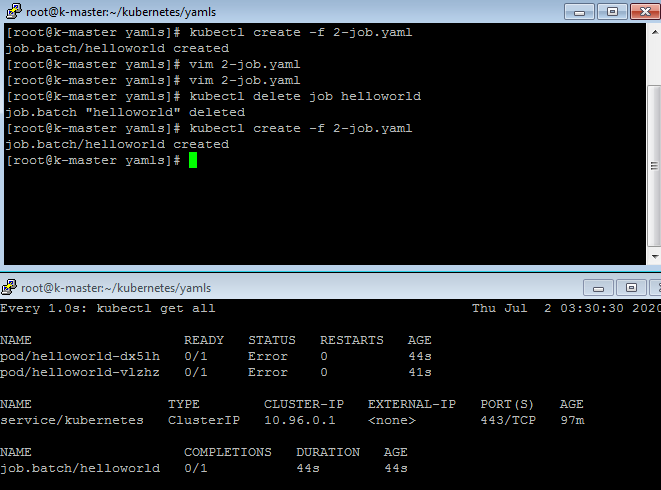 root@k-master:~/kubernetes/yamls
[root@k-master yamls]# kubectl create -f 2-job.yaml
job.batch/helloworld created
[root@k-master yamls]# vim 2-job.yaml
[root@k-master yamls]# vim 2-job.yaml
[root@k-master yamls]# kubectl delete job helloworld
job.batch "helloworld" deleted
[root@k-master yamls]# kubectl create -f 2-job.yaml
job.batch/helloworld created
[root@k-master yamls]#
root@k-master:~/kubernetes/yamls
Every 1.0s: kubectl get all Thu Jul 2 03:30:30 2020
NAME READY STATUS RESTARTS AGE
pod/helloworld-dx5lh 0/1 Error 0 44s
pod/helloworld-vlzhz 0/1 Error 0 41s
NAME TYPE CLUSTER-IP EXTERNAL-IP PORT(S) AGE
service/kubernetes ClusterIP 10.96.0.1 <none> 443/TCP 97m
NAME COMPLETIONS DURATION AGE
job.batch/helloworld 0/1 44s 44s